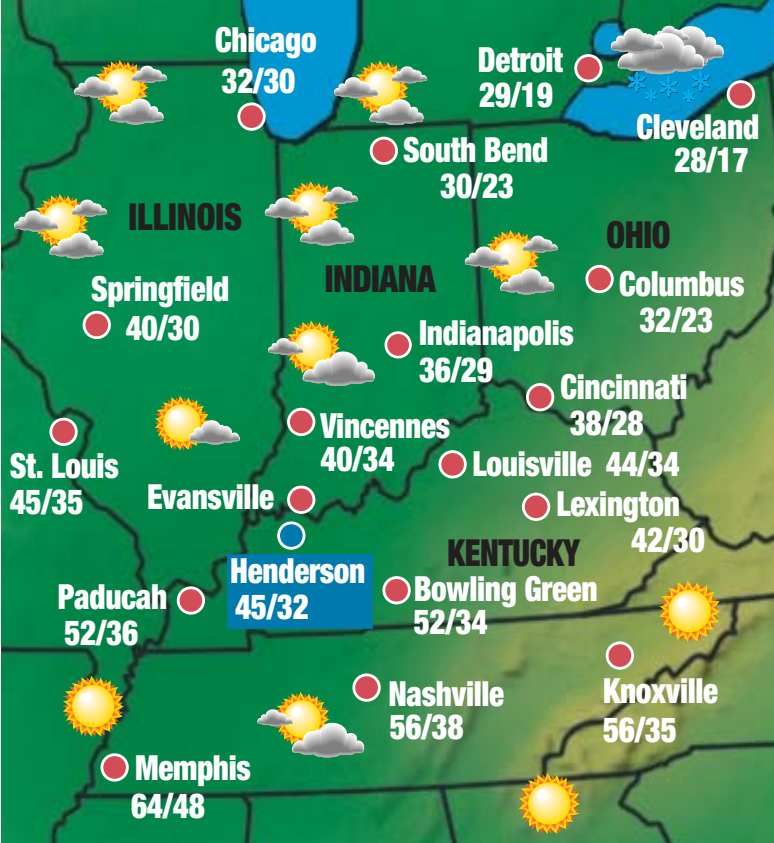 Chicago
32/30
Detroit
29/19
Cleveland
28/17
South Bend
30/23
ILLINOIS
OHIO
INDIANA
Columbus
32/23
Springfield
40/30
Indianapolis
36/29
Cincinnati
38/28
Vincennes
40/34
St. Louis
45/35
Louisville 44/34
Evansville
Lexington
42/30
KENTUCKY
Henderson
45/32
Bowling Green
52/34
Paducah
52/36
Nashville
56/38
Knoxville
56/35
Memphis
64/48